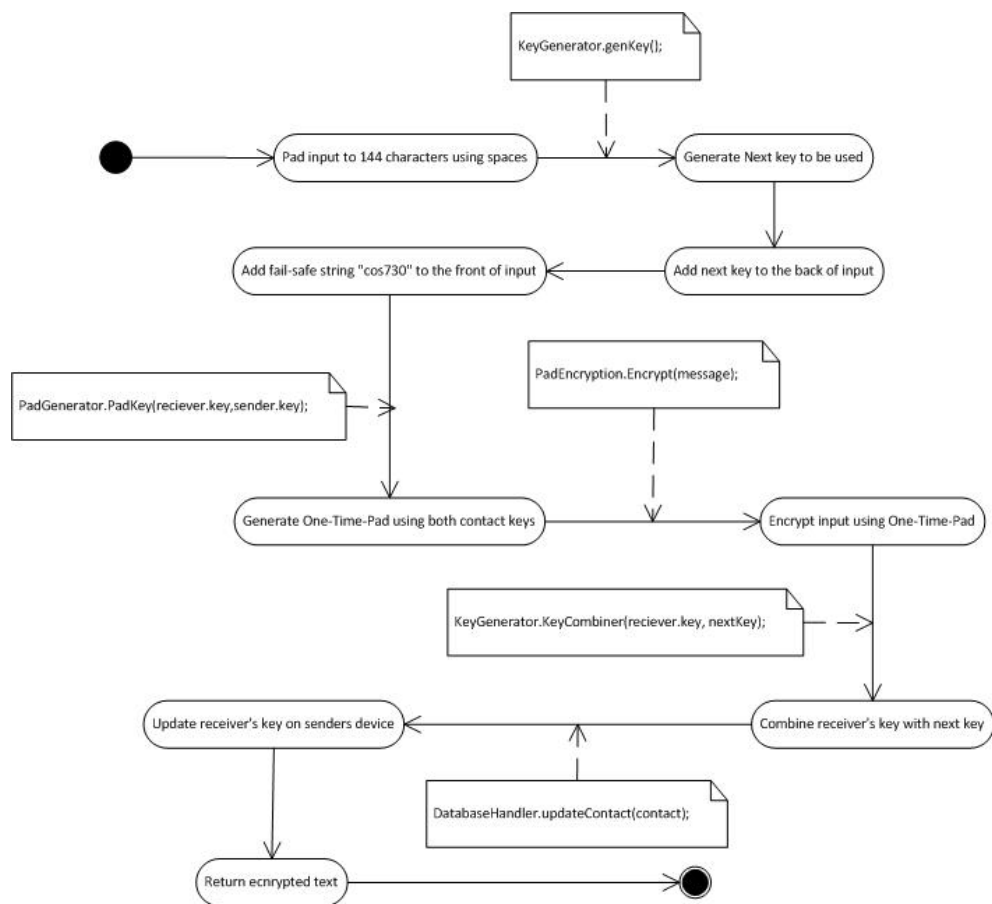 KeyGenerator.genKey();
Pad input to 144 characters using spaces
Generate Next key to be used
Add fail-safe string "cos730" to the front of input
Add next key to the back of input
PadEncryption.Encrypt(message);
PadGenerator.PadKey(reciever.key,sender.key);
Generate One-Time-Pad using both contact keys
Encrypt input using One-Time-Pad
KeyGenerator.KeyCombiner(reciever.key, nextKey);
Update receiver's key on senders device
Combine receiver's key with next key
DatabaseHandler.updateContact(contact);
Return ecnrypted text